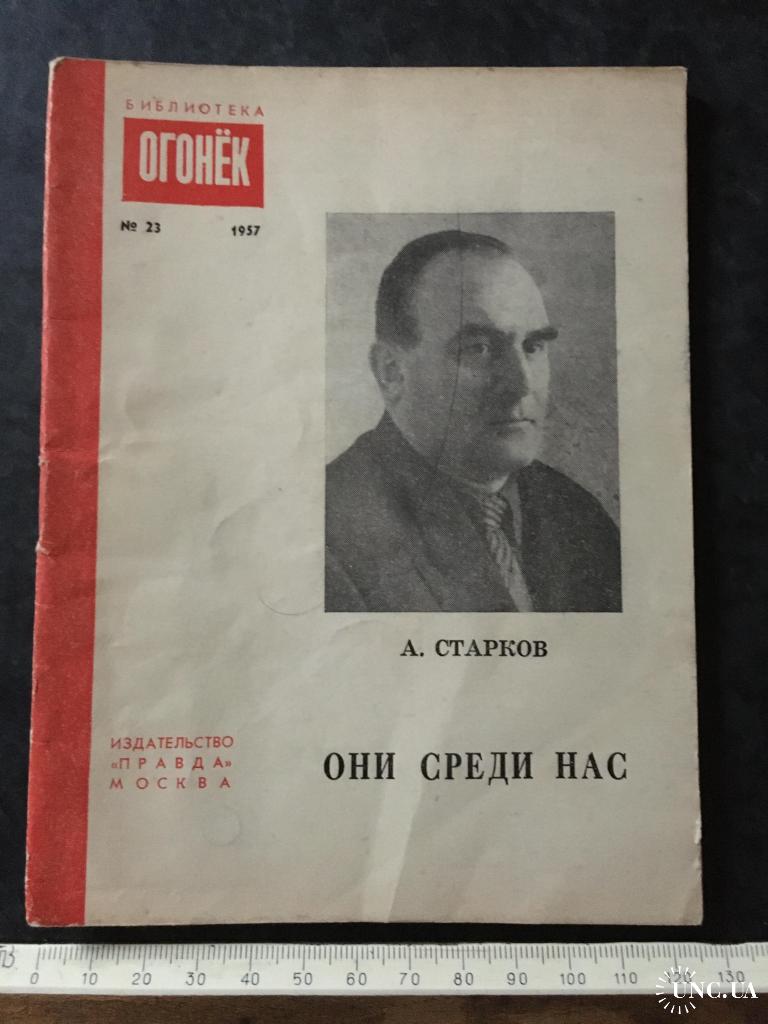 БИБЛИОТЕКА
ОГОНЁК
№ 23 1957
А. СТАРКОВ
ИЗДАТЕЛЬСТВО
«ПРАВДА»
МОСКВА
ОНИ СРЕДИ НАС
0 10 20 30 40 50 60 70 80 90 100 110 120 130
UNC.UA